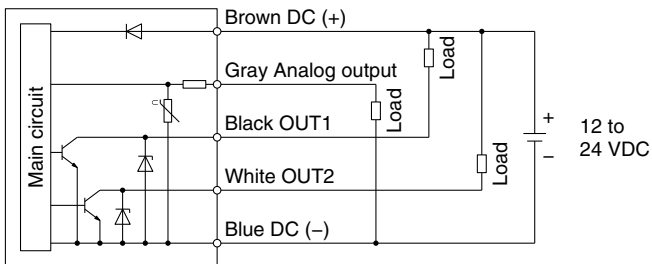 Brown DC (+)
Load
Gray Analog output
Load
Main circuit
Black OUT1
+
12 to
24 VDC
−
Load
White OUT2
Blue DC (−)